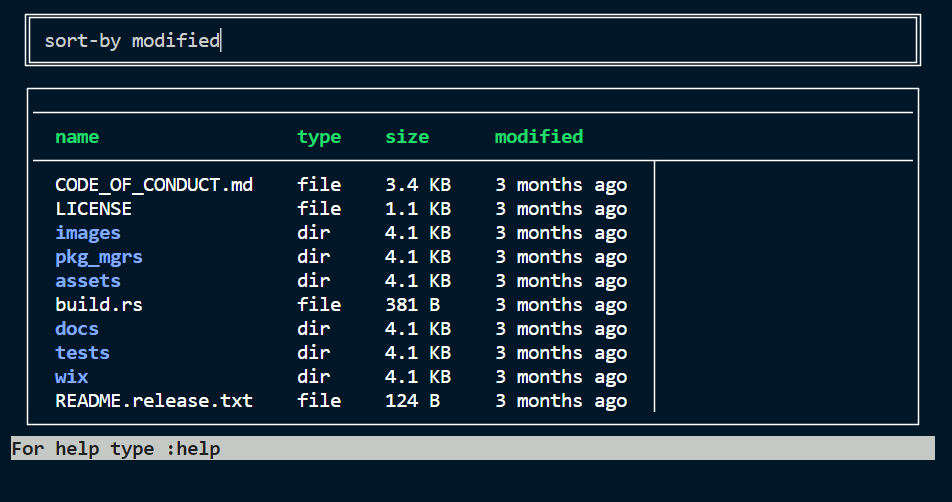 sort-by modified
name type size modified
CODE_OF_CONDUCT.md file 3.4 KB 3 months ago
LICENSE file 1.1 KB 3 months ago
images dir 4.1 KB 3 months ago
pkg_mgrs dir 4.1 KB 3 months ago
assets dir 4.1 KB 3 months ago
build.rs file 381 B 3 months ago
docs dir 4.1 KB 3 months ago
tests dir 4.1 KB 3 months ago
wix dir 4.1 KB 3 months ago
README.release.txt file 124 B 3 months ago
For help type :help